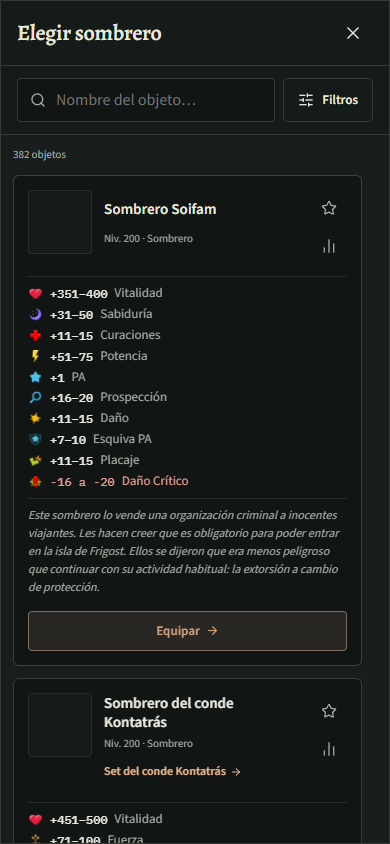 Elegir sombrero
Nombre del objeto...
Filtros
382 objetos
Sombrero Soifam
Niv. 200 · Sombrero
+351–400 Vitalidad
+31–50 Sabiduría
+11–15 Curaciones
+51–75 Potencia
+1 PA
+16–20 Prospección
+11–15 Daño
+7–10 Esquiva PA
+11–15 Placaje
-16 a -20 Daño Crítico
Este sombrero lo vende una organización criminal a inocentes
viajantes. Les hacen creer que es obligatorio para poder entrar
en la isla de Frigost. Ellos se dijeron que era menos peligroso
que continuar con su actividad habitual: la extorsión a cambio
de protección.
Equipar →
Sombrero del conde
Kontatrás
Niv. 200 · Sombrero
Set del conde Kontatrás →
+451–500 Vitalidad
+71–100 Fuerza